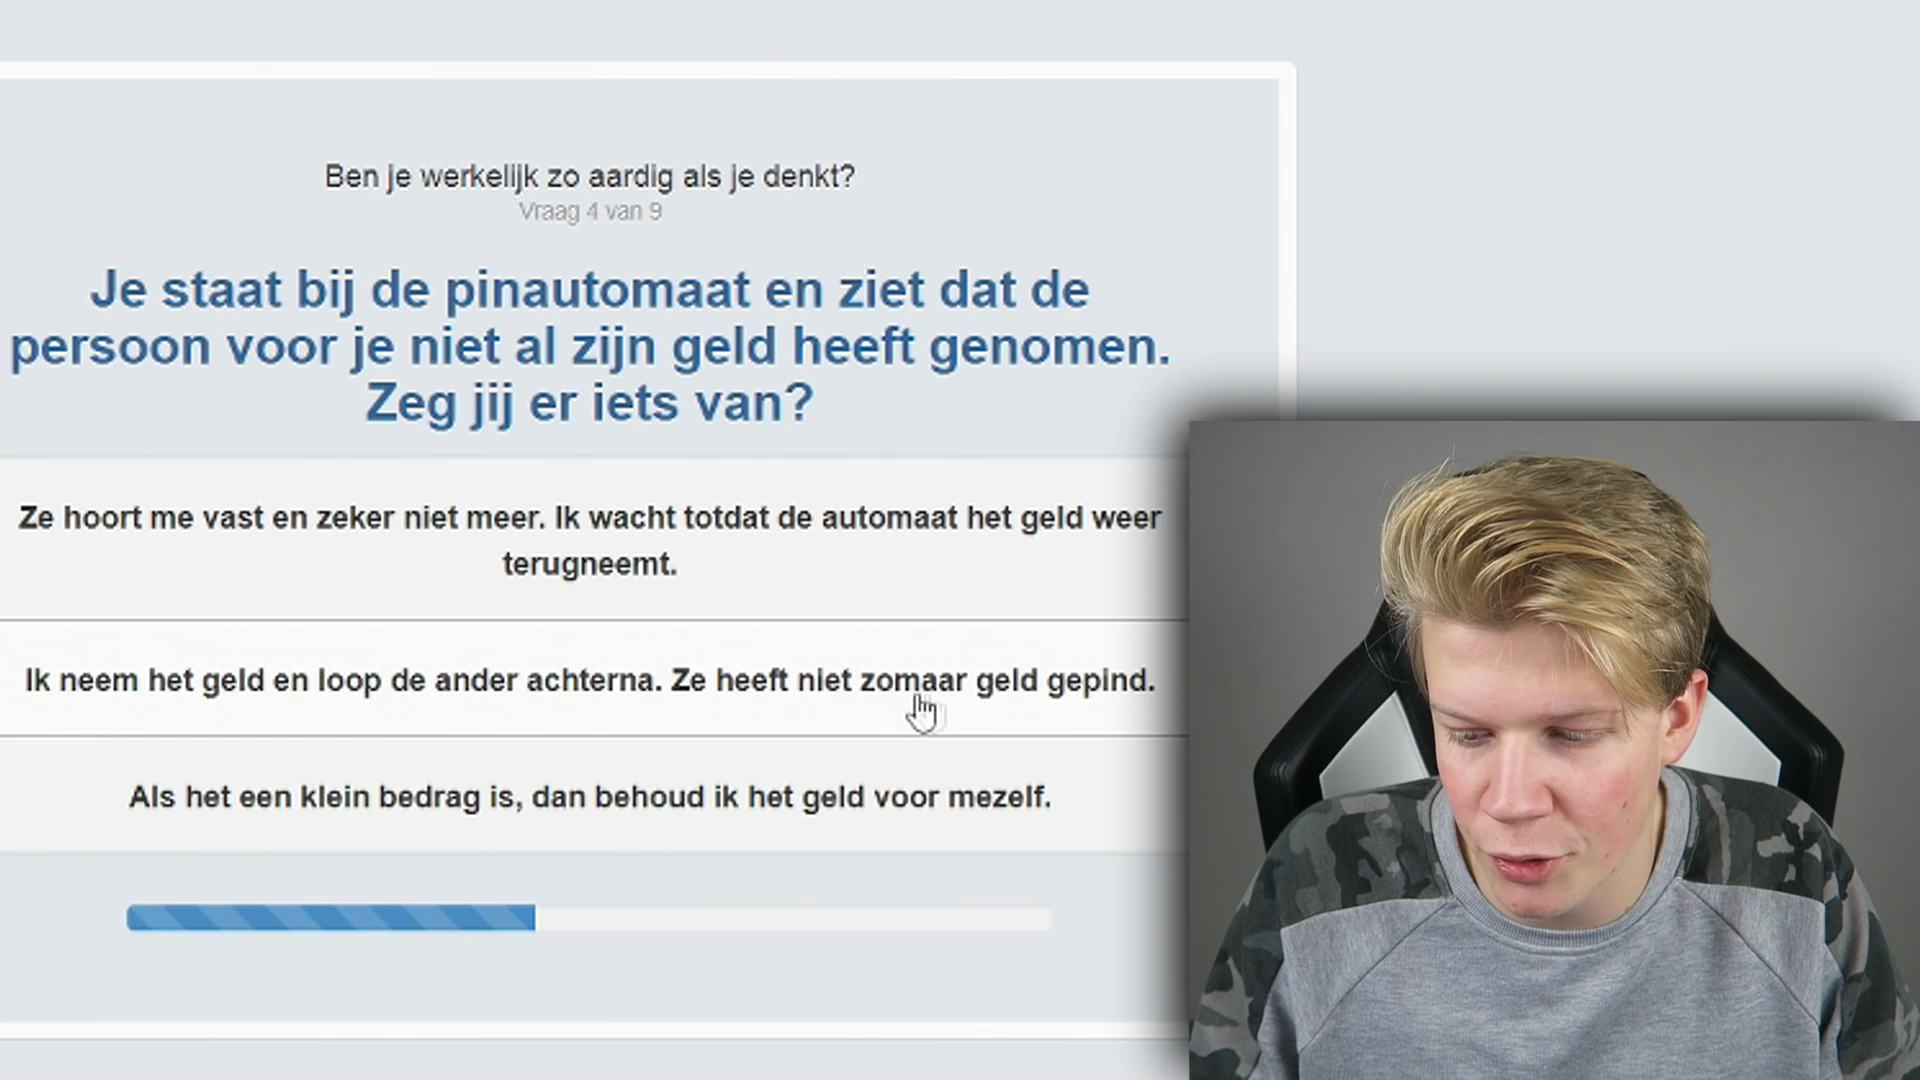 Ben je werkelijk zo aardig als je denkt?
Vraag 4 van 9
Je staat bij de pinautomaat en ziet dat de
persoon voor je niet al zijn geld heeft genomen.
Zeg jij er iets van?
Ze hoort me vast en zeker niet meer. Ik wacht totdat de automaat het geld weer
terugneemt.
Ik neem het geld en loop de ander achterna. Ze heeft niet zomaar geld gepind.
Als het een klein bedrag is, dan behoud ik het geld voor mezelf.